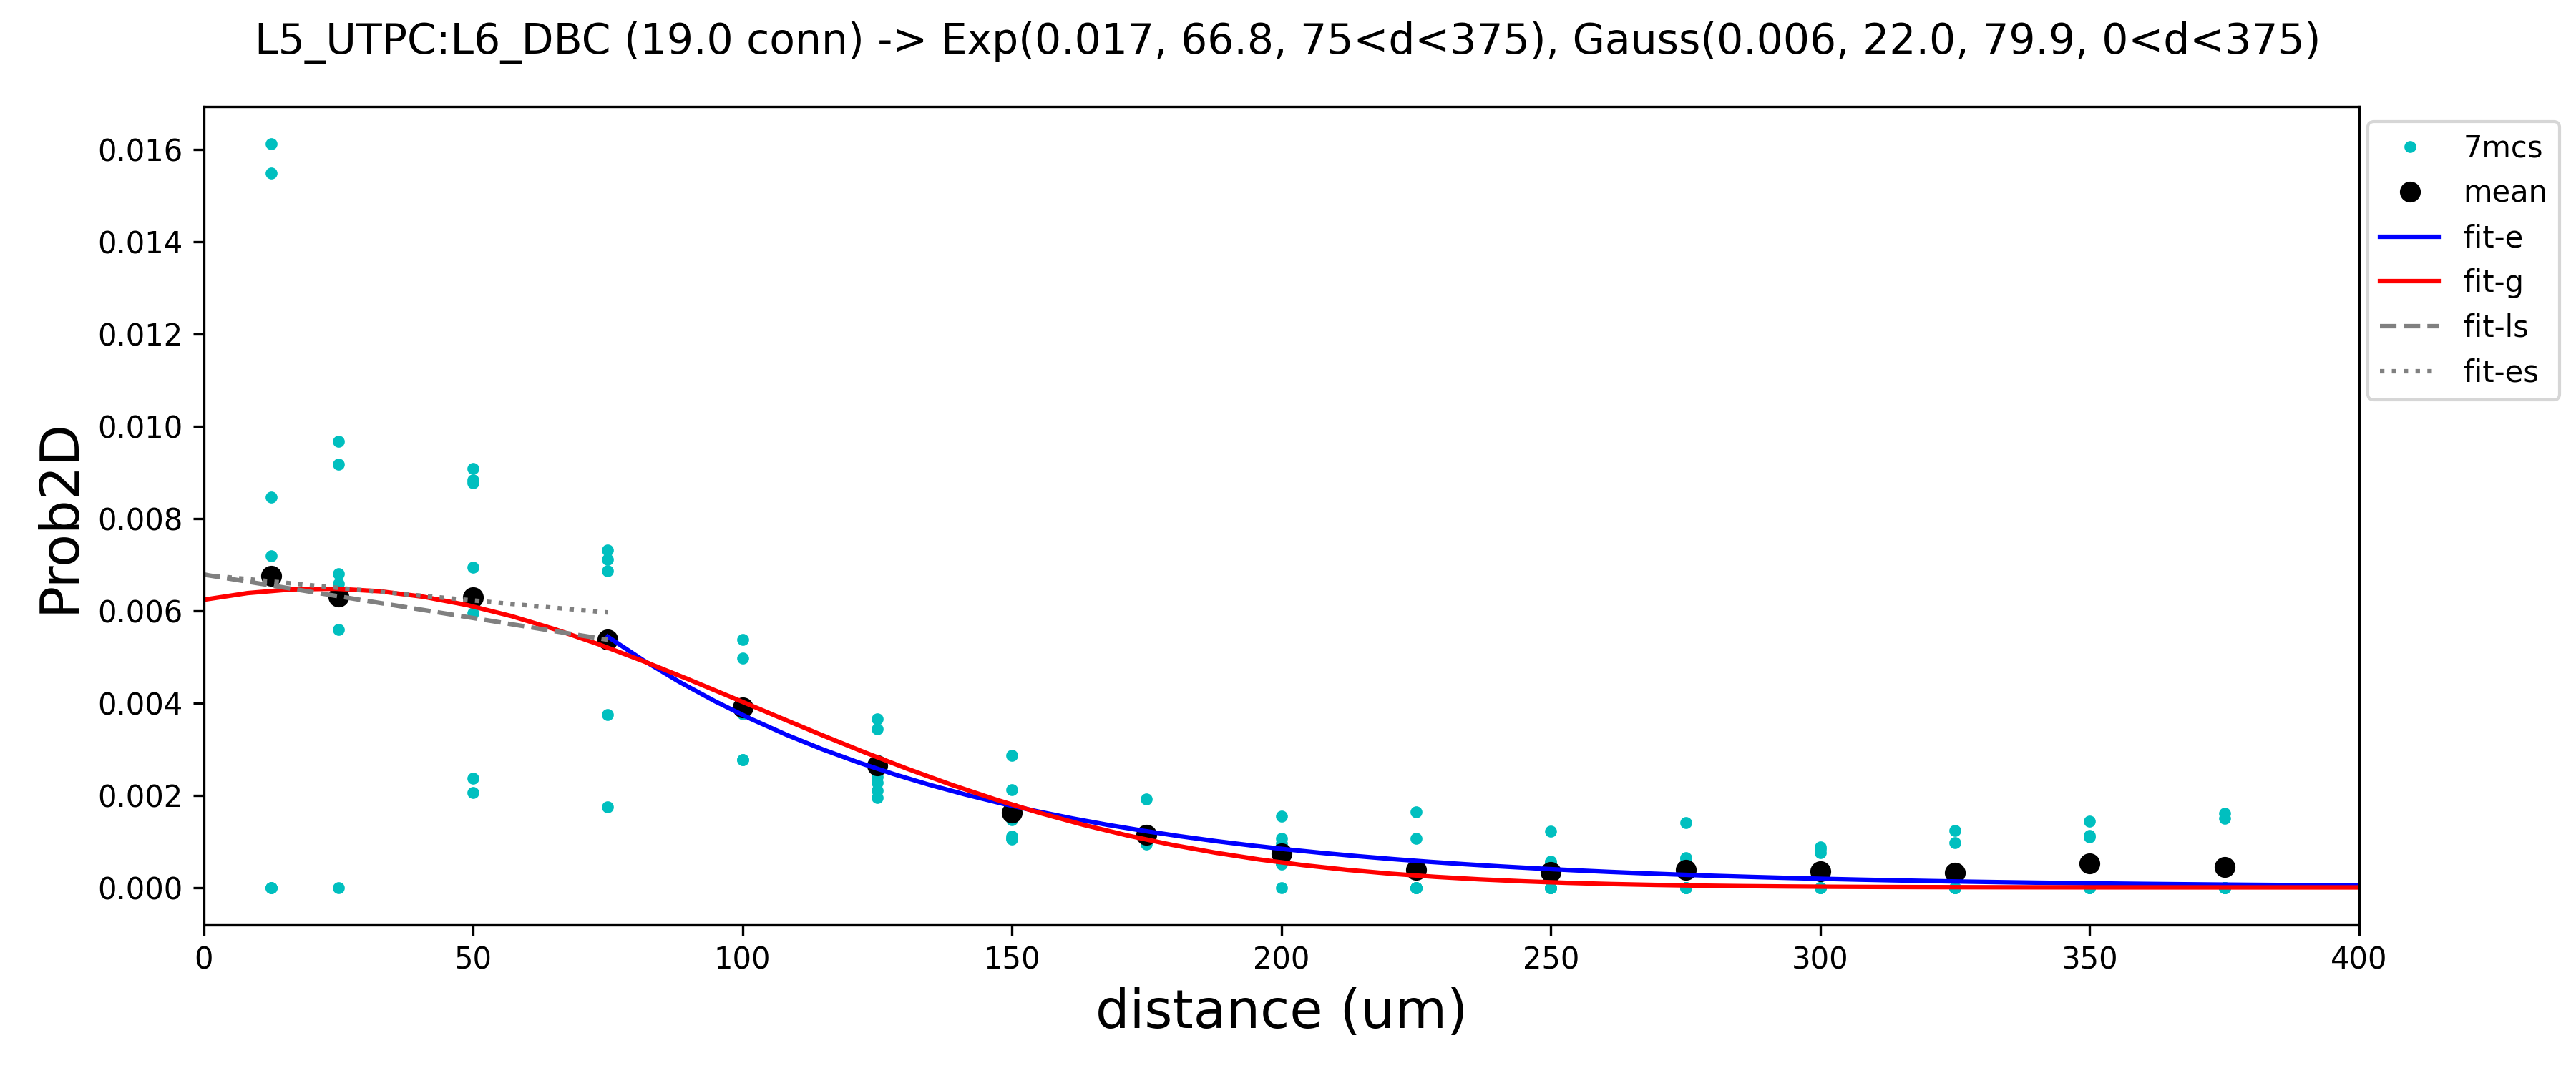 L5_UTPC:L6_DBC (19.0 conn) -> Exp(0.017, 66.8, 75<d<375), Gauss(0.006, 22.0, 79.9, 0<d<375)
0.016
0.014
0.012
0.010
0.008
0.006
0.004
0.002
0.000
Prob2D
0 50 100 150 200 250 300 350 400
distance (um)
7mcs
mean
fit-e
fit-g
fit-ls
fit-es